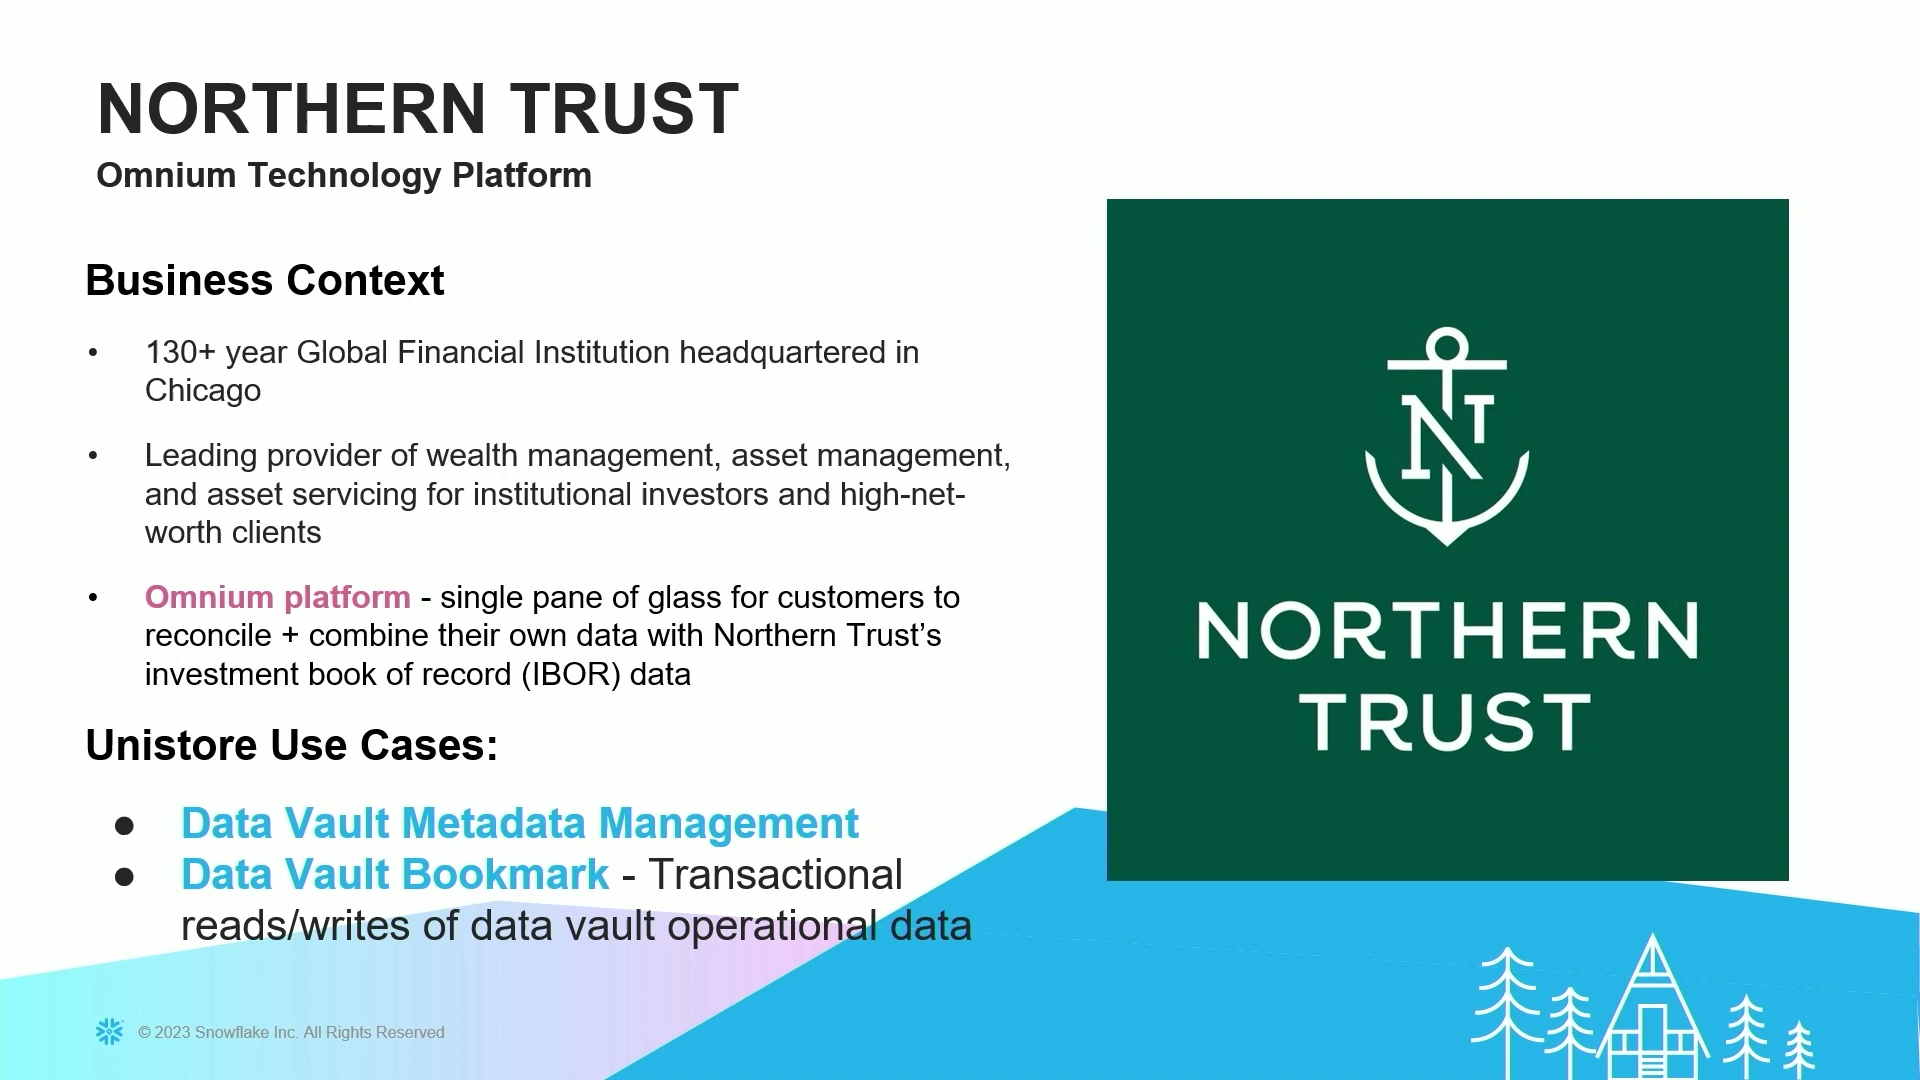 NORTHERN TRUST
Omnium Technology Platform
Business Context
• 130+ year Global Financial Institution headquartered in
Chicago
• Leading provider of wealth management, asset management,
and asset servicing for institutional investors and high-net-
worth clients
• Omnium platform - single pane of glass for customers to
reconcile + combine their own data with Northern Trust’s
investment book of record (IBOR) data
Unistore Use Cases:
● Data Vault Metadata Management
● Data Vault Bookmark - Transactional
reads/writes of data vault operational data
NT
NORTHERN
TRUST
© 2023 Snowflake Inc. All Rights Reserved